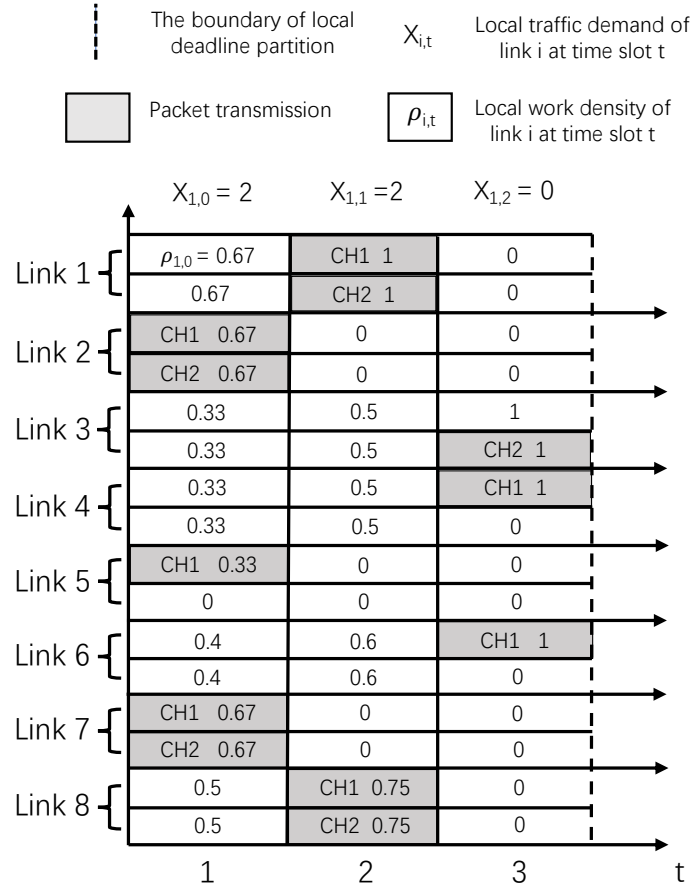 The boundary of local
deadline partition
X i,t
Local traffic demand of
link i at time slot t
Packet transmission
ρ i,t
Local work density of
link i at time slot t
X 1,0 = 2 X 1,1 =2 X 1,2 = 0
Link 1
ρ 1,0 = 0.67 CH1 1 0
0.67 CH2 1 0
Link 2
CH1 0.67 0 0
CH2 0.67 0 0
Link 3
0.33 0.5 1
0.33 0.5 CH2 1
Link 4
0.33 0.5 CH1 1
0.33 0.5 0
Link 5
CH1 0.33 0 0
0 0 0
Link 6
0.4 0.6 CH1 1
0.4 0.6 0
Link 7
CH1 0.67 0 0
CH2 0.67 0 0
Link 8
0.5 CH1 0.75 0
0.5 CH2 0.75 0
1 2 3 t